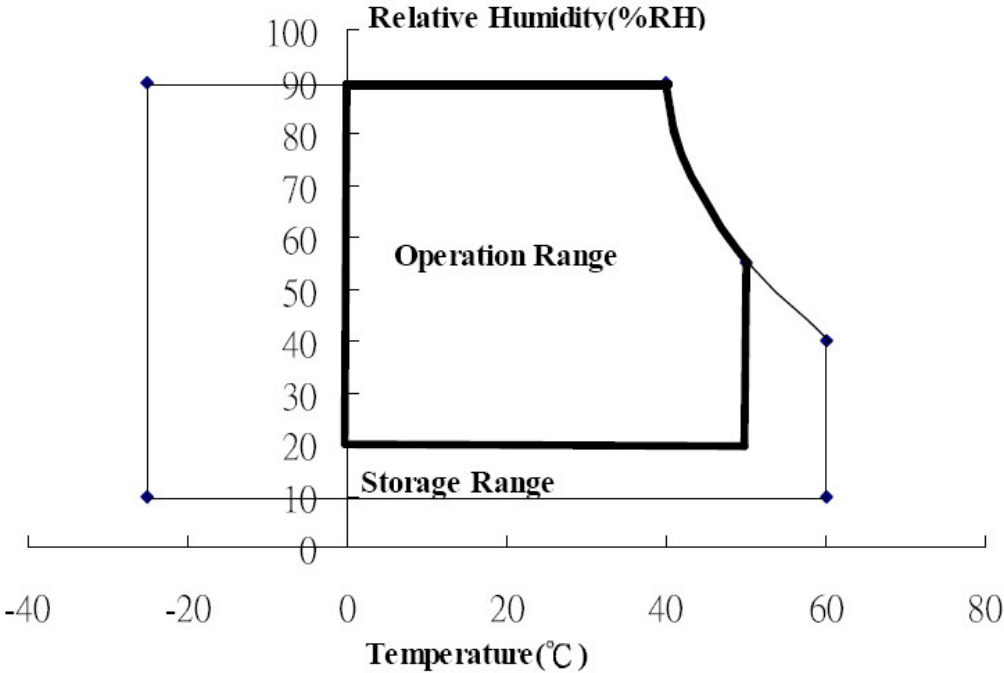 Relative Humidity(%RH)
100
90
80
70
60
Operation Range
50
40
30
20
Storage Range
10
0
-40 -20 0 20 40 60 80
Temperature(℃)